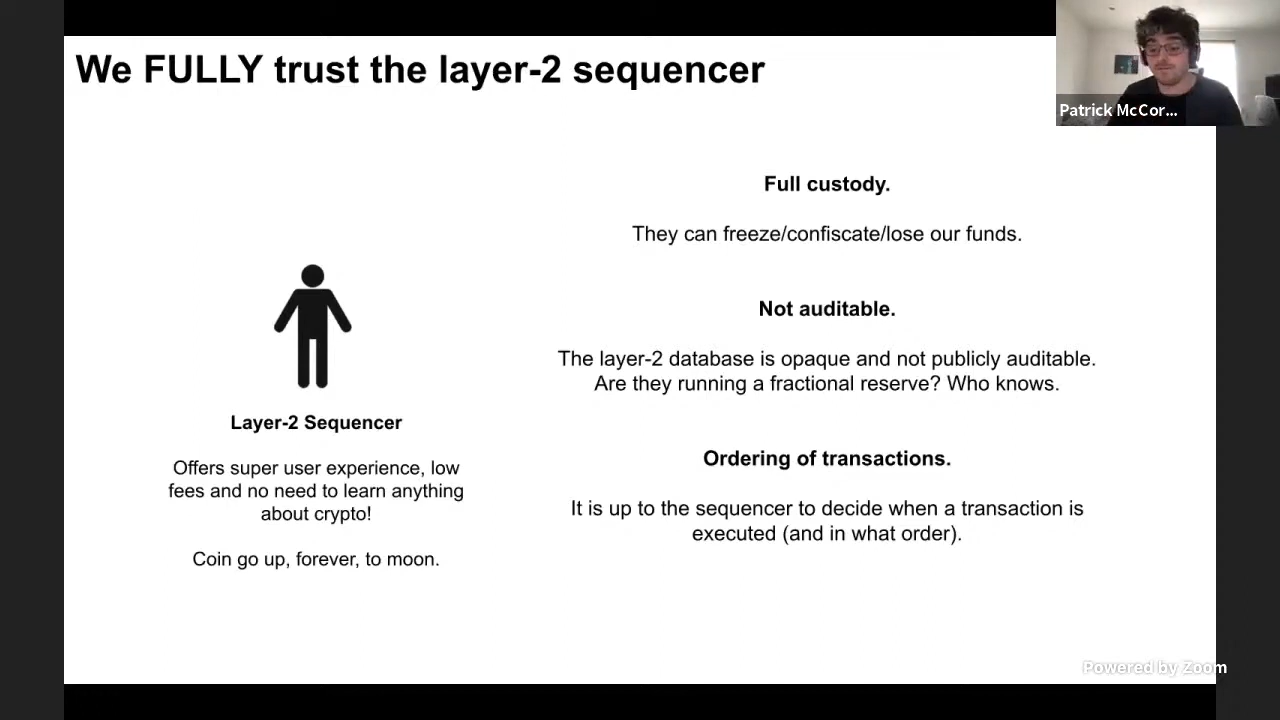 We FULLY trust the layer-2 sequencer
Patrick McCor...
Full custody.
They can freeze/confiscate/lose our funds.
Not auditable.
The layer-2 database is opaque and not publicly auditable.
Are they running a fractional reserve? Who knows.
Ordering of transactions.
It is up to the sequencer to decide when a transaction is
executed (and in what order).
Layer-2 Sequencer
Offers super user experience, low
fees and no need to learn anything
about crypto!
Coin go up, forever, to moon.
Powered by Zoom